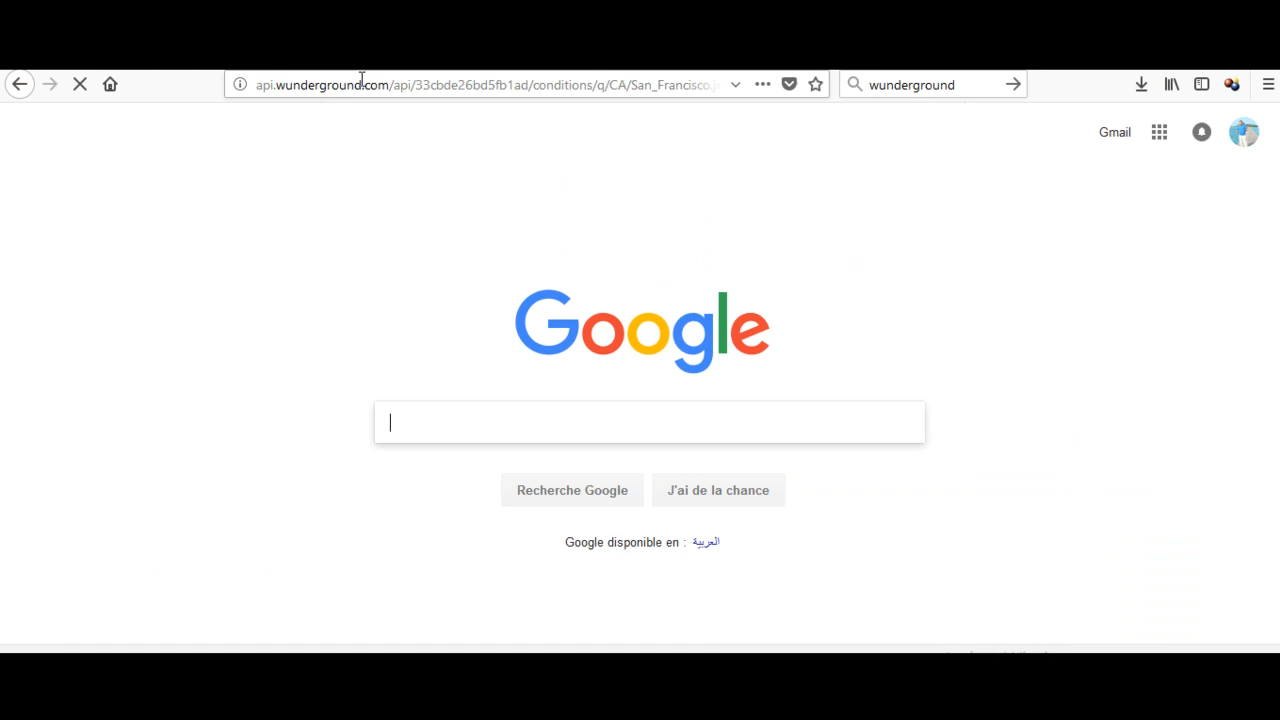 api.wunderground.com/api/33cbde26bd5fb1ad/conditions/q/CA/San_Francisco.j
wunderground
Gmail
Google
Recherche Google
J'ai de la chance
Google disponible en : العربية